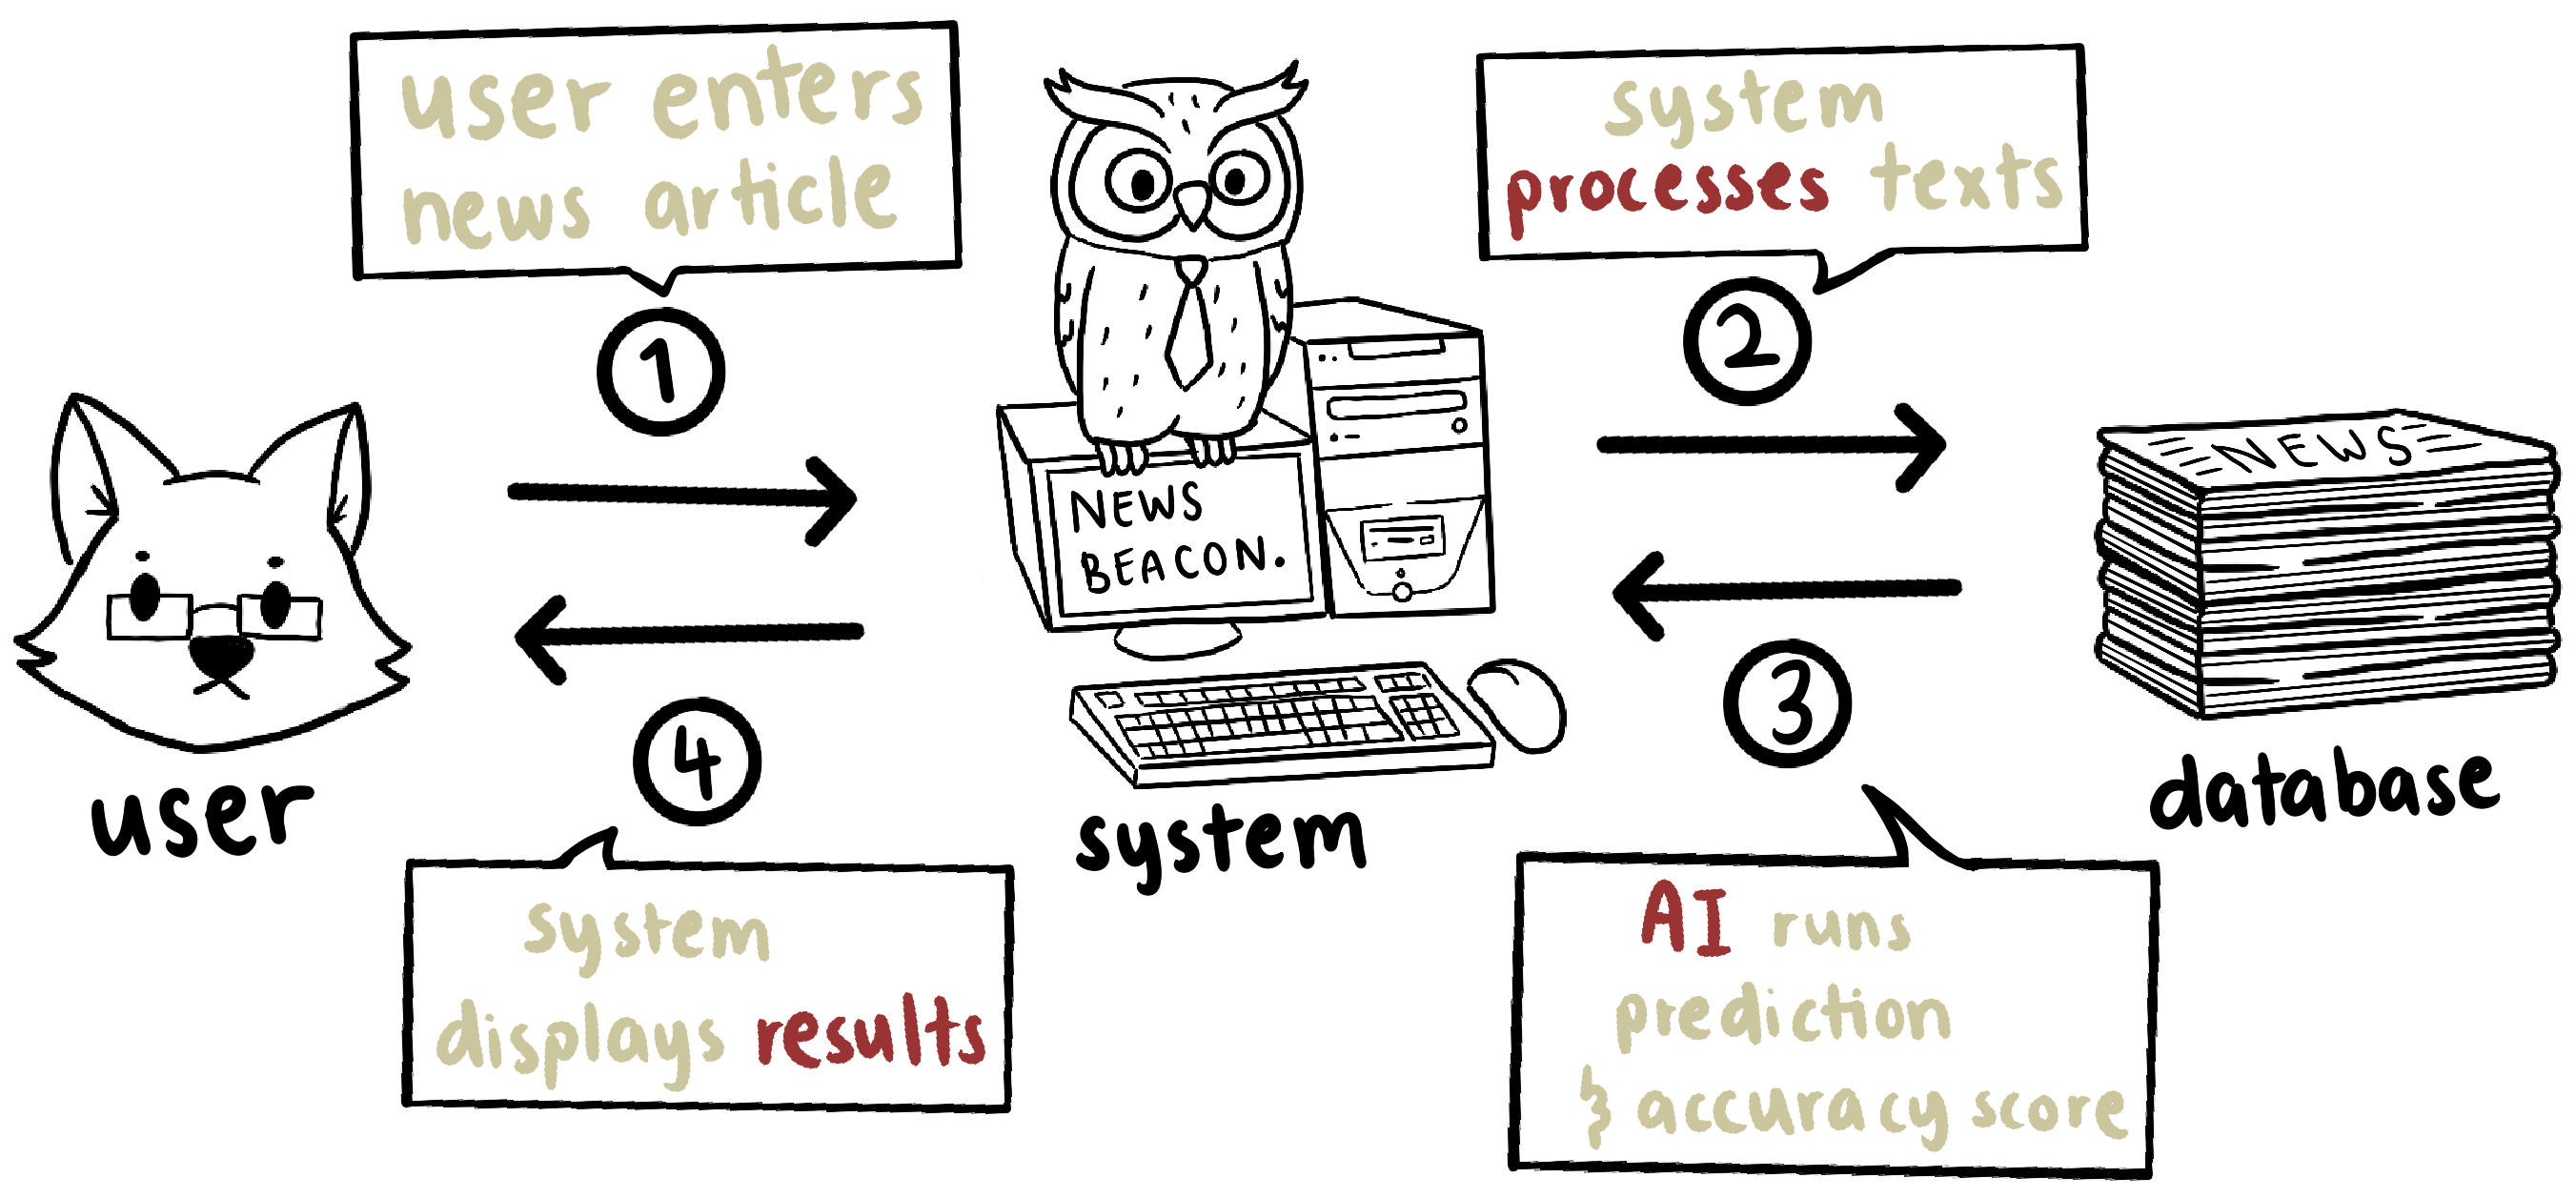 user enters
news article
1
system
processes texts
2
NEWS
BEACON.
NEWS
3
4
user
system
database
system
displays results
AI runs
prediction
& accuracy score